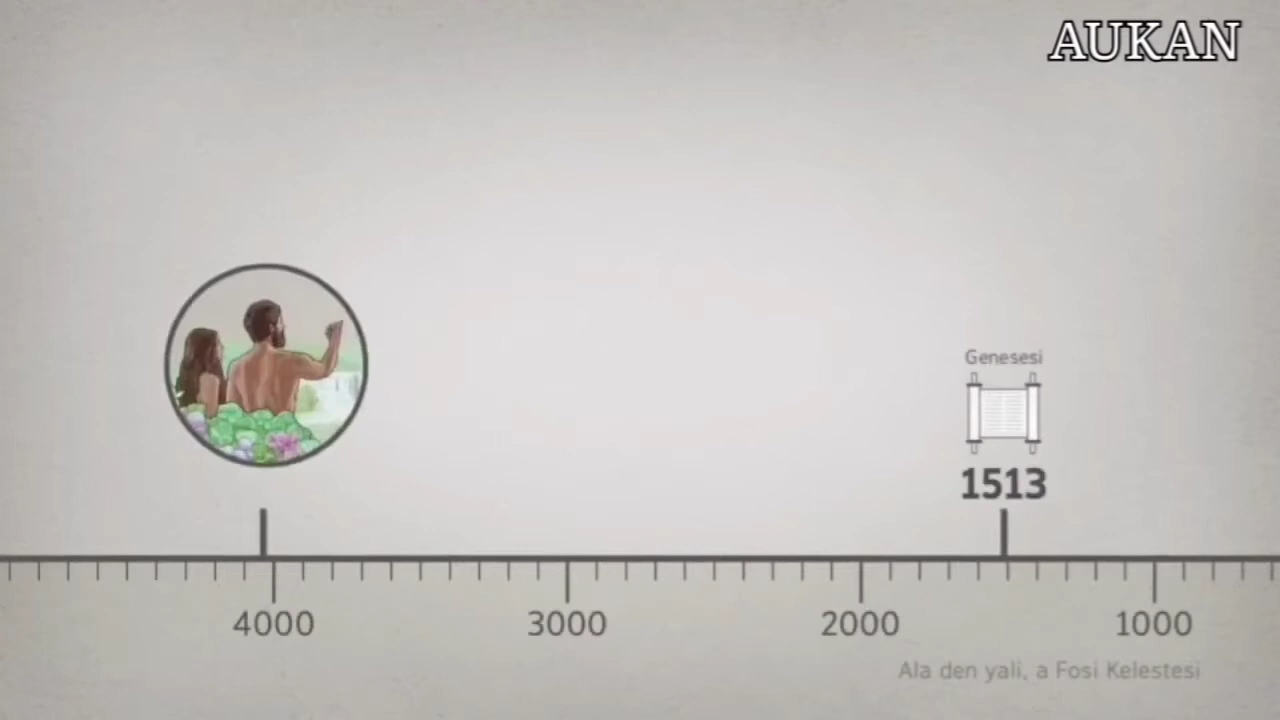 AUKAN
Genesesi
1513
4000 3000 2000 1000
Ala den yali, a Fosi Kelestesi